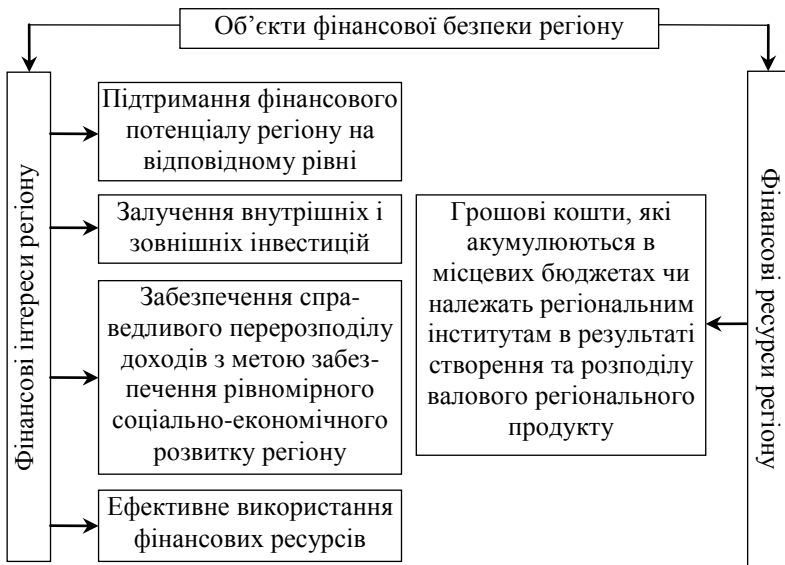 Об’єкти фінансової безпеки регіону
Фінансові інтереси регіону
Підтримання фінансового
потенціалу регіону на
відповідному рівні
Залучення внутрішніх і
зовнішніх інвестицій
Забезпечення спра-
ведливого перерозподілу
доходів з метою забез-
печення рівномірного
соціально-економічного
розвитку регіону
Ефективне використання
фінансових ресурсів
Грошові кошти, які
акумулюються в
місцевих бюджетах чи
належать регіональним
інститутам в результаті
створення та розподілу
валового регіонального
продукту
Фінансові ресурси регіону